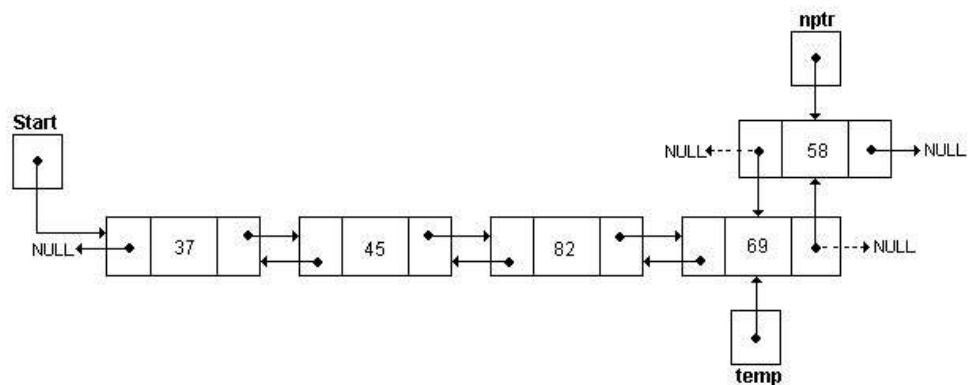 nptr
Start
NULL 58 NULL
NULL 37 45 82 69 NULL
temp